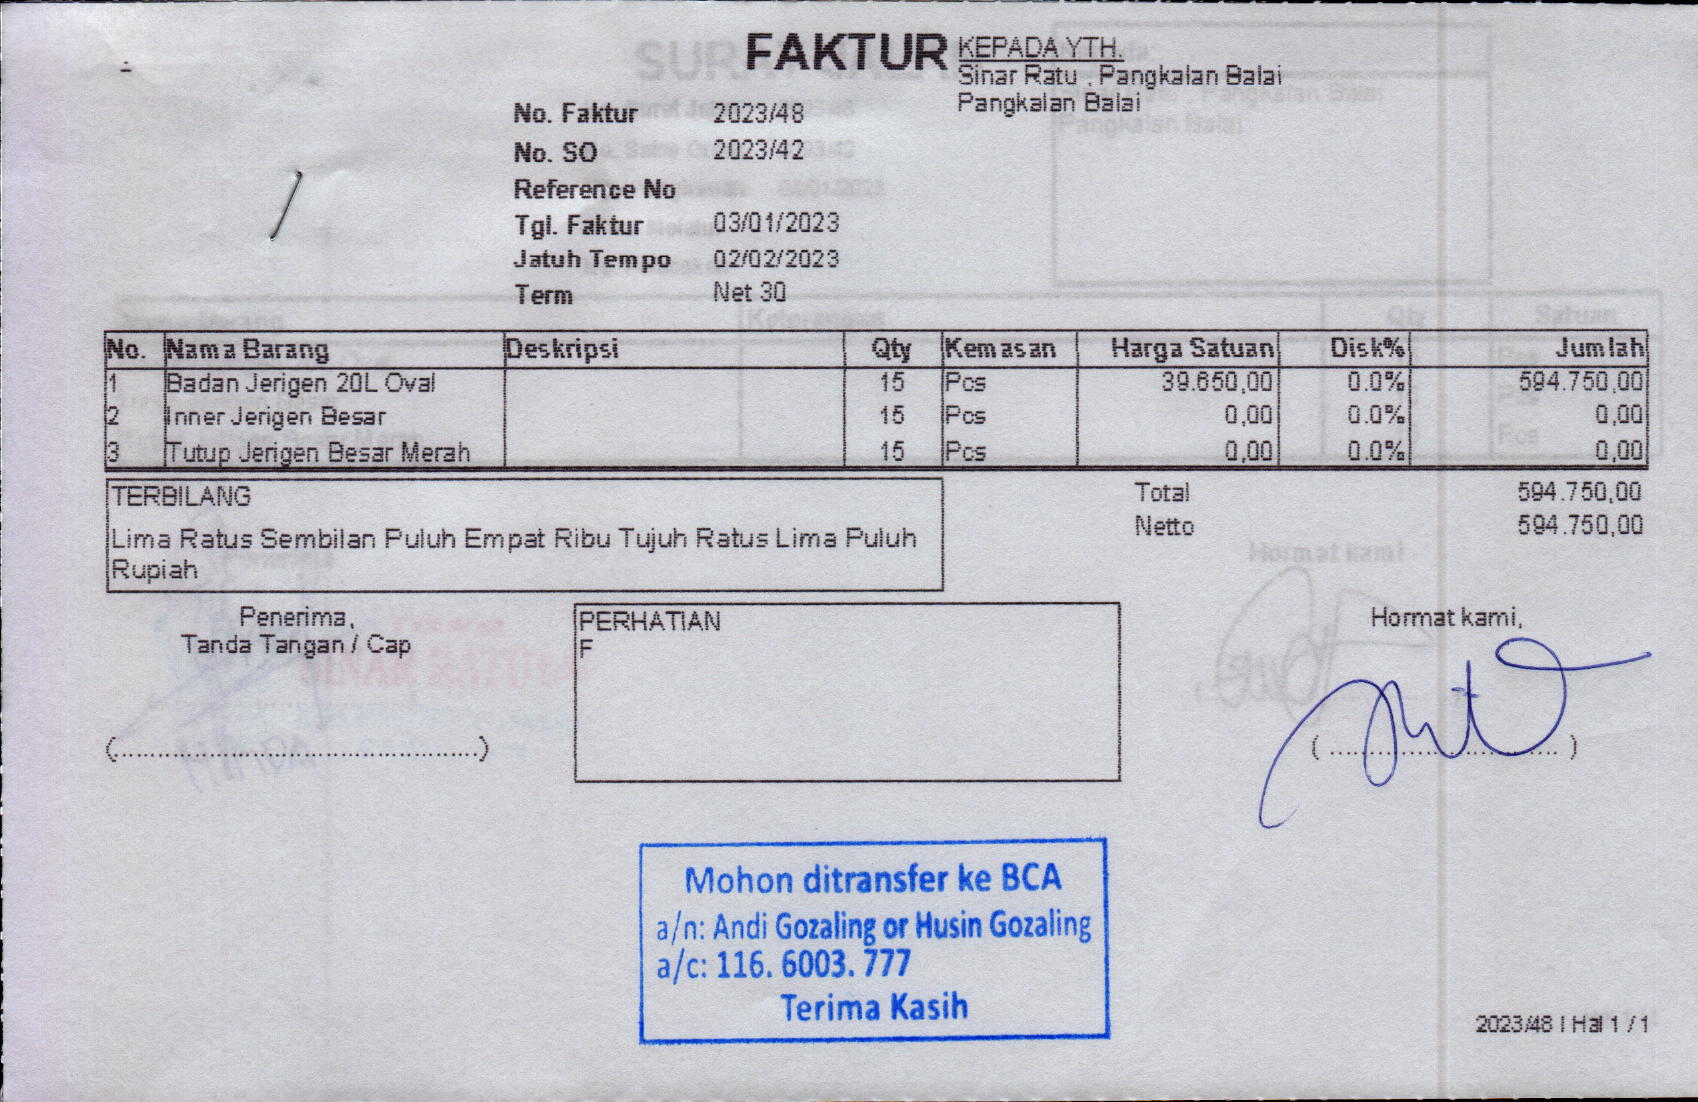 FAKTUR
KEPADA YTH.
Sinar Ratu , Pangkalan Balai
Pangkalan Balai
No. Faktur 2023/48
No. SO 2023/42
Reference No
Tgl. Faktur 03/01/2023
Jatuh Tempo 02/02/2023
Term Net 30
No. Nama Barang Deskripsi Qty Kemasan Harga Satuan Disk% Jumlah
1 Badan Jerigen 20L Oval 15 Pcs 39.650,00 0.0% 594.750,00
2 Inner Jerigen Besar 15 Pcs 0,00 0.0% 0,00
3 Tutup Jerigen Besar Merah 15 Pcs 0,00 0.0% 0,00
TERBILANG
Lima Ratus Sembilan Puluh Empat Ribu Tujuh Ratus Lima Puluh
Rupiah
Total 594.750,00
Netto 594.750,00
Penerima,
Tanda Tangan / Cap
(......................................................)
PERHATIAN
F
Hormat kami,
( ................................. )
Mohon ditransfer ke BCA
a/n: Andi Gozaling or Husin Gozaling
a/c: 116. 6003. 777
Terima Kasih
2023/48 | Hal 1 / 1